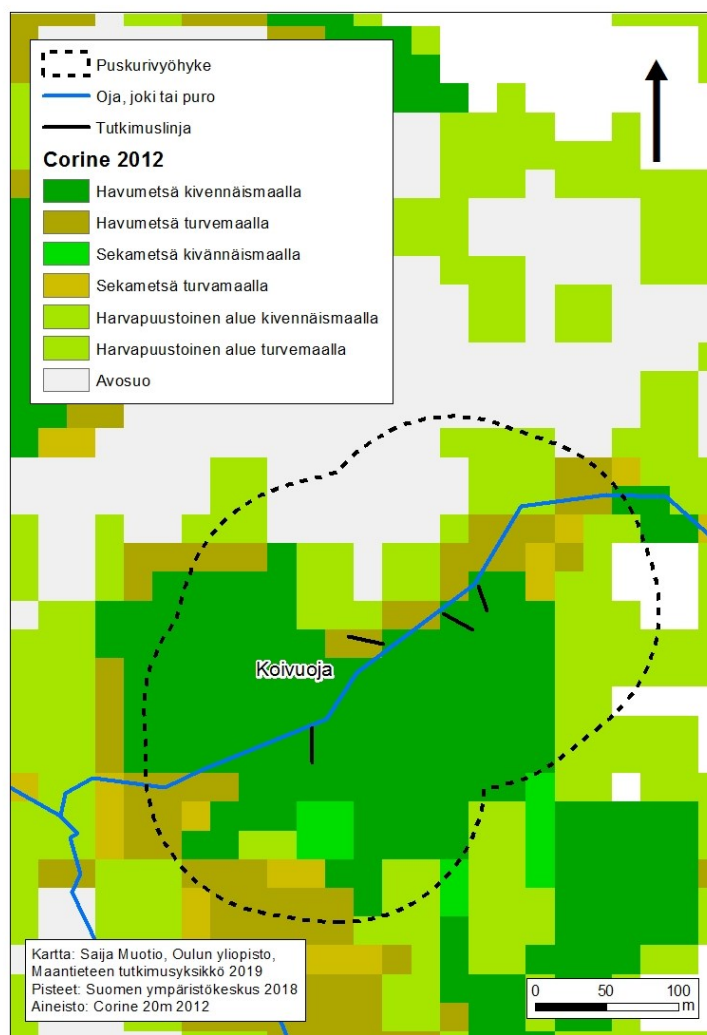 Puskurivyöhyke
Oja, joki tai puro
Tutkimuslinja
Corine 2012
Havumetsä kivennäismaalla
Havumetsä turvemaalla
Sekametsä kivännäismaalla
Sekametsä turvamaalla
Harvapuustoinen alue kivennäismaalla
Harvapuustoinen alue turvemaalla
Avosuo
Koivuoja
Kartta: Saija Muotio, Oulun yliopisto,
Maantieteen tutkimusyksikkö 2019
Pisteet: Suomen ympäristökeskus 2018
Aineisto: Corine 20m 2012
0 50 100
m